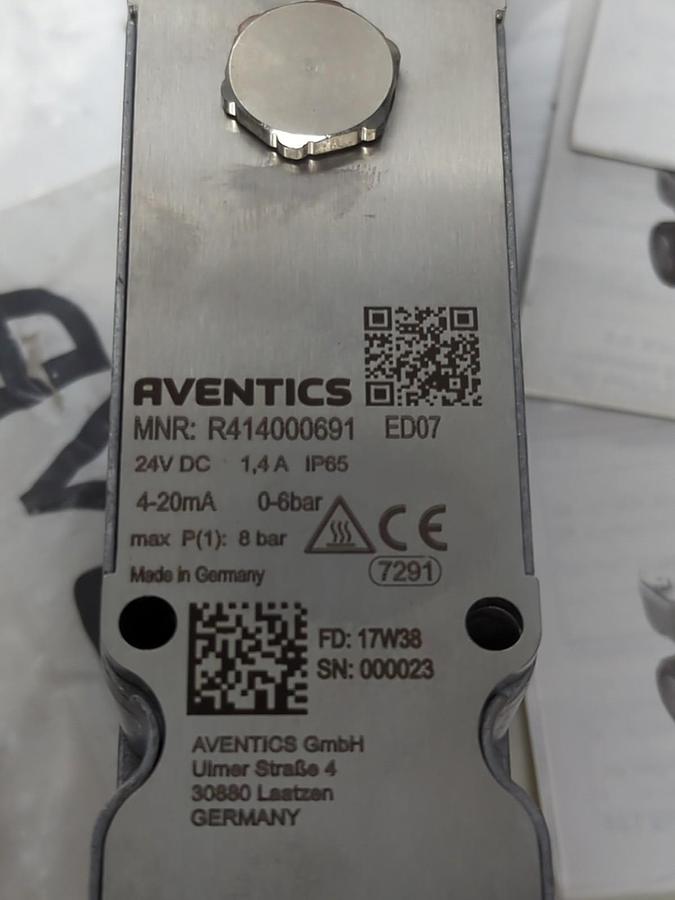 AVENTICS
MNR: R414000691 ED07
24V DC 1,4 A IP65
4-20mA 0-6bar
max P(1): 8 bar
CE
Made in Germany
7291
FD: 17W38
SN: 000023
AVENTICS GmbH
Ulmer Straße 4
30880 Laatzen
GERMANY